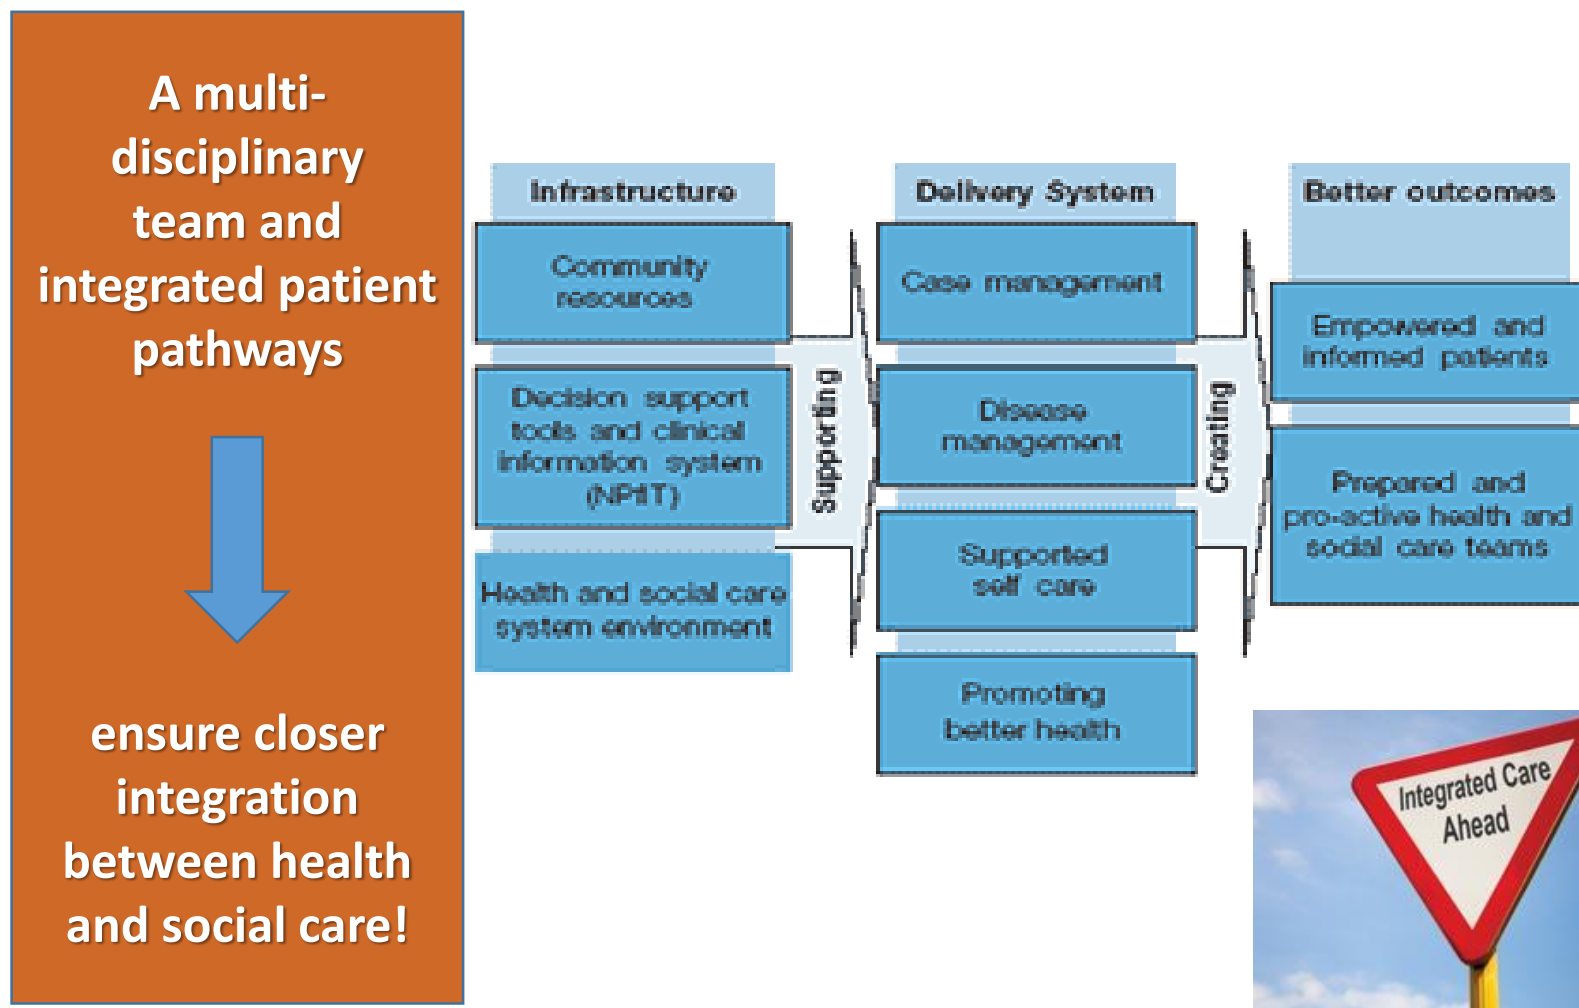 A multi-
disciplinary
team and
integrated patient
pathways
ensure closer
integration
between health
and social care!
Infrastructure
Community
resources
Decision support
tools and clinical
information system
(NPfIT)
Health and social care
system environment
Supporting
Delivery System
Case management
Disease
management
Supported
self care
Promoting
better health
Creating
Better outcomes
Empowered and
informed patients
Prepared and
pro-active health and
social care teams
Integrated Care
Ahead